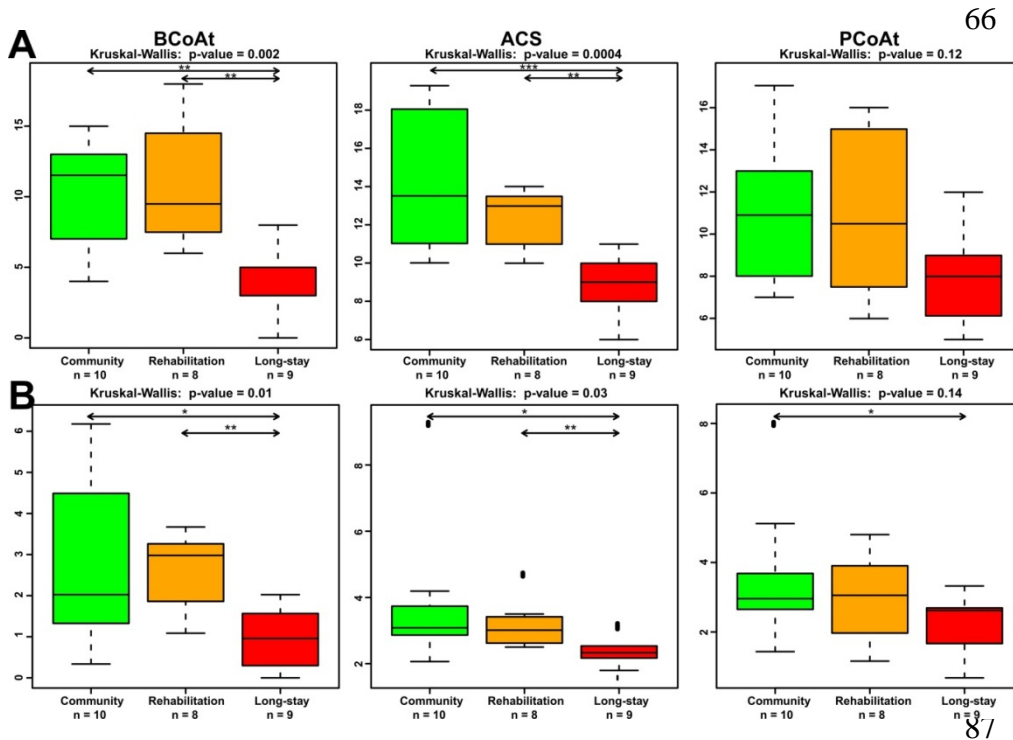 66
A
BCoAt ACS PCoAt
Kruskal-Wallis: p-value = 0.002 Kruskal-Wallis: p-value = 0.0004 Kruskal-Wallis: p-value = 0.12
** *** 
** **
15 18 16
10 16 14
5 14 12
0 12 10
10 8
8 6
6
Community Rehabilitation Long-stay Community Rehabilitation Long-stay Community Rehabilitation Long-stay
n = 10 n = 8 n = 9 n = 10 n = 8 n = 9 n = 10 n = 8 n = 9
B
Kruskal-Wallis: p-value = 0.01 Kruskal-Wallis: p-value = 0.03 Kruskal-Wallis: p-value = 0.14
* * *
** **
6 8 8
5 6 6
4 4 4
3 2 2
2
1
0
Community Rehabilitation Long-stay Community Rehabilitation Long-stay Community Rehabilitation Long-stay
n = 10 n = 8 n = 9 n = 10 n = 8 n = 9 n = 10 n = 8 n = 9
87